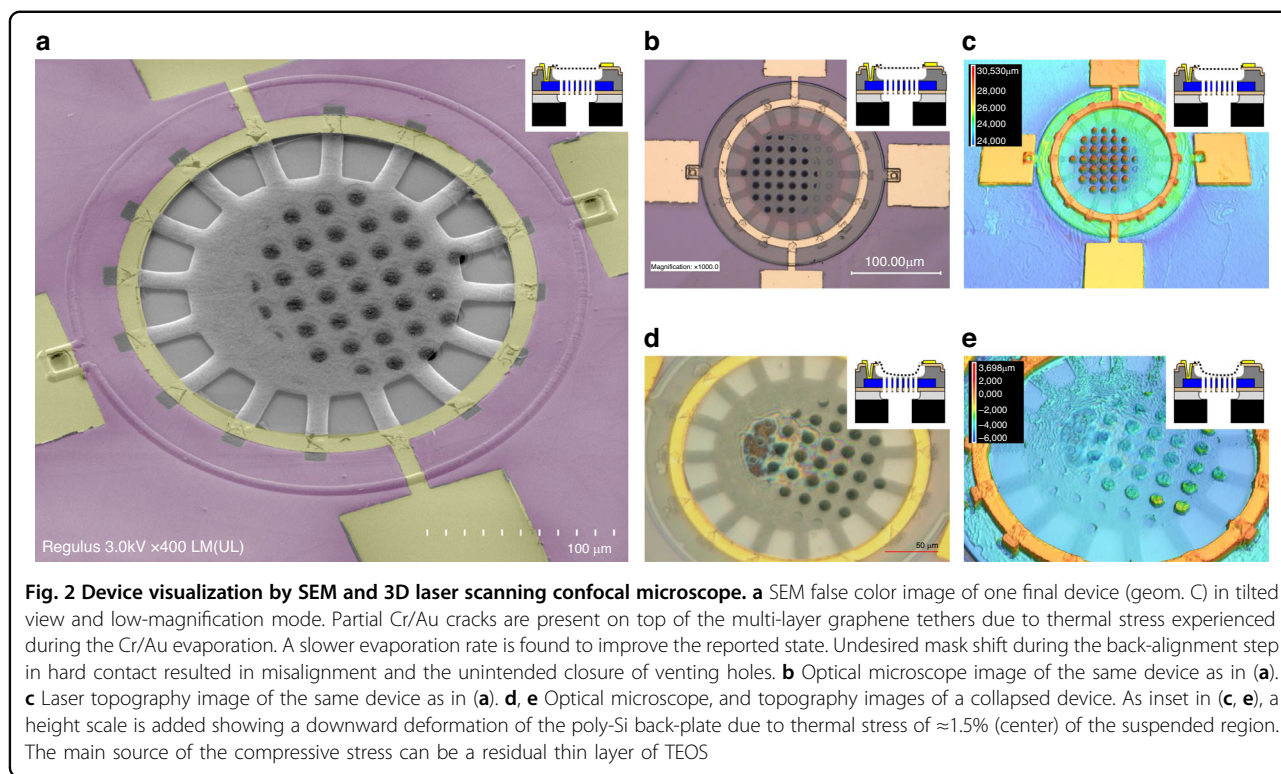 a
b
c
Regulus 3.0kV ×400 LM(UL)
100 μm
Magnification: ×1000.0
100.00μm
30,530μm
28,000
26,000
24,000
24,000
d
e
50 μm
3,698μm
2,000
0,000
−2,000
−4,000
−6,000
Fig. 2 Device visualization by SEM and 3D laser scanning confocal microscope. a SEM false color image of one final device (geom. C) in tilted
view and low-magnification mode. Partial Cr/Au cracks are present on top of the multi-layer graphene tethers due to thermal stress experienced
during the Cr/Au evaporation. A slower evaporation rate is found to improve the reported state. Undesired mask shift during the back-alignment step
in hard contact resulted in misalignment and the unintended closure of venting holes. b Optical microscope image of the same device as in (a).
c Laser topography image of the same device as in (a). d, e Optical microscope, and topography images of a collapsed device. As inset in (c, e), a
height scale is added showing a downward deformation of the poly-Si back-plate due to thermal stress of ≈1.5% (center) of the suspended region.
The main source of the compressive stress can be a residual thin layer of TEOS